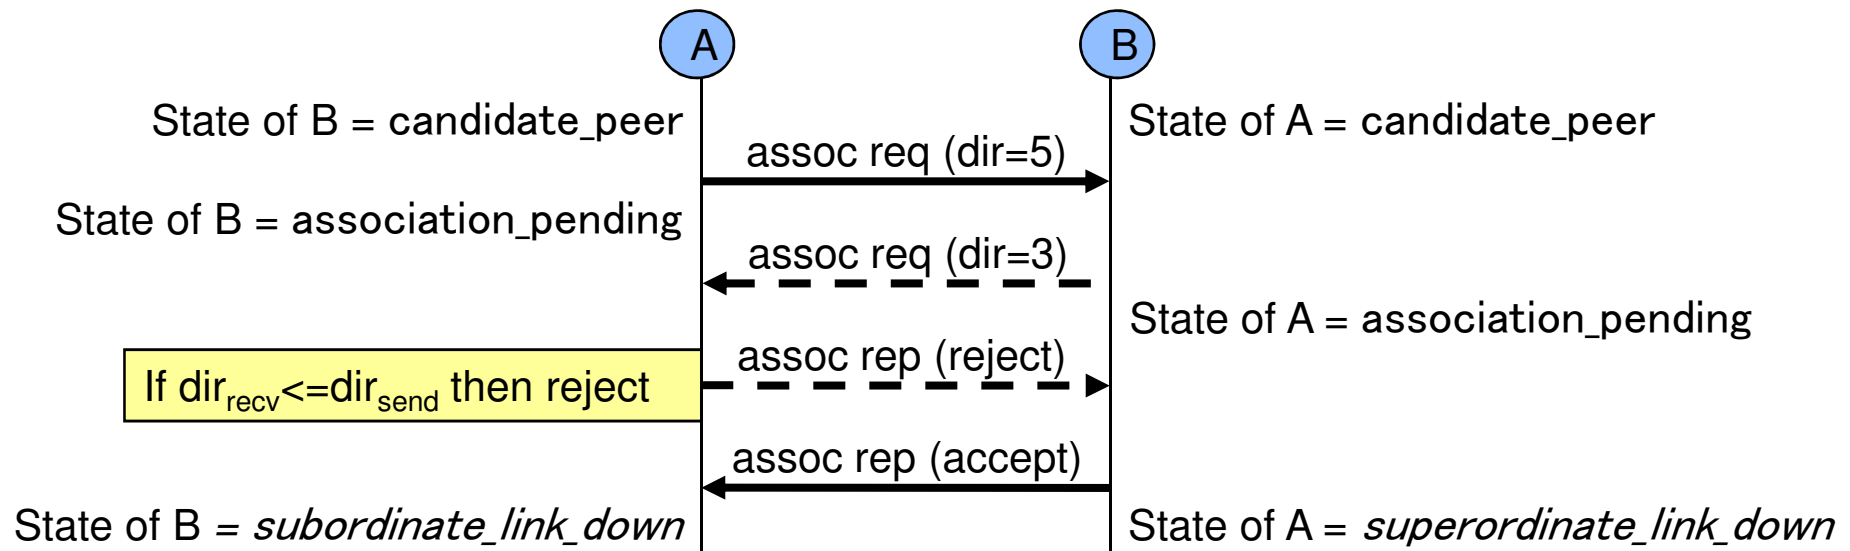 A
B
State of B = candidate_peer
State of A = candidate_peer
assoc req (dir=5)
State of B = association_pending
assoc req (dir=3)
State of A = association_pending
assoc rep (reject)
If dirrecv<=dirsend then reject
assoc rep (accept)
State of B = subordinate_link_down
State of A = superordinate_link_down